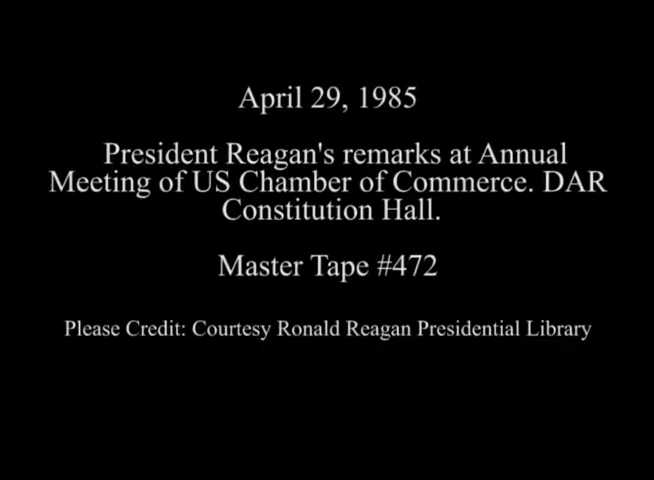 April 29, 1985
President Reagan's remarks at Annual
Meeting of US Chamber of Commerce. DAR
Constitution Hall.
Master Tape #472
Please Credit: Courtesy Ronald Reagan Presidential Library